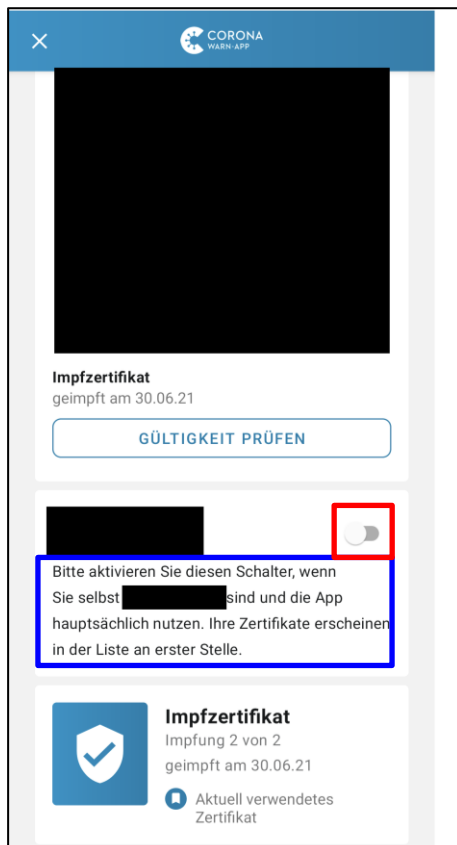 CORONA
WARN-APP
Impfzertifikat
geimpft am 30.06.21
GÜLTIGKEIT PRÜFEN
Bitte aktivieren Sie diesen Schalter, wenn
Sie selbst sind und die App
hauptsächlich nutzen. Ihre Zertifikate erscheinen
in der Liste an erster Stelle.
Impfzertifikat
Impfung 2 von 2
geimpft am 30.06.21
Aktuell verwendetes
Zertifikat